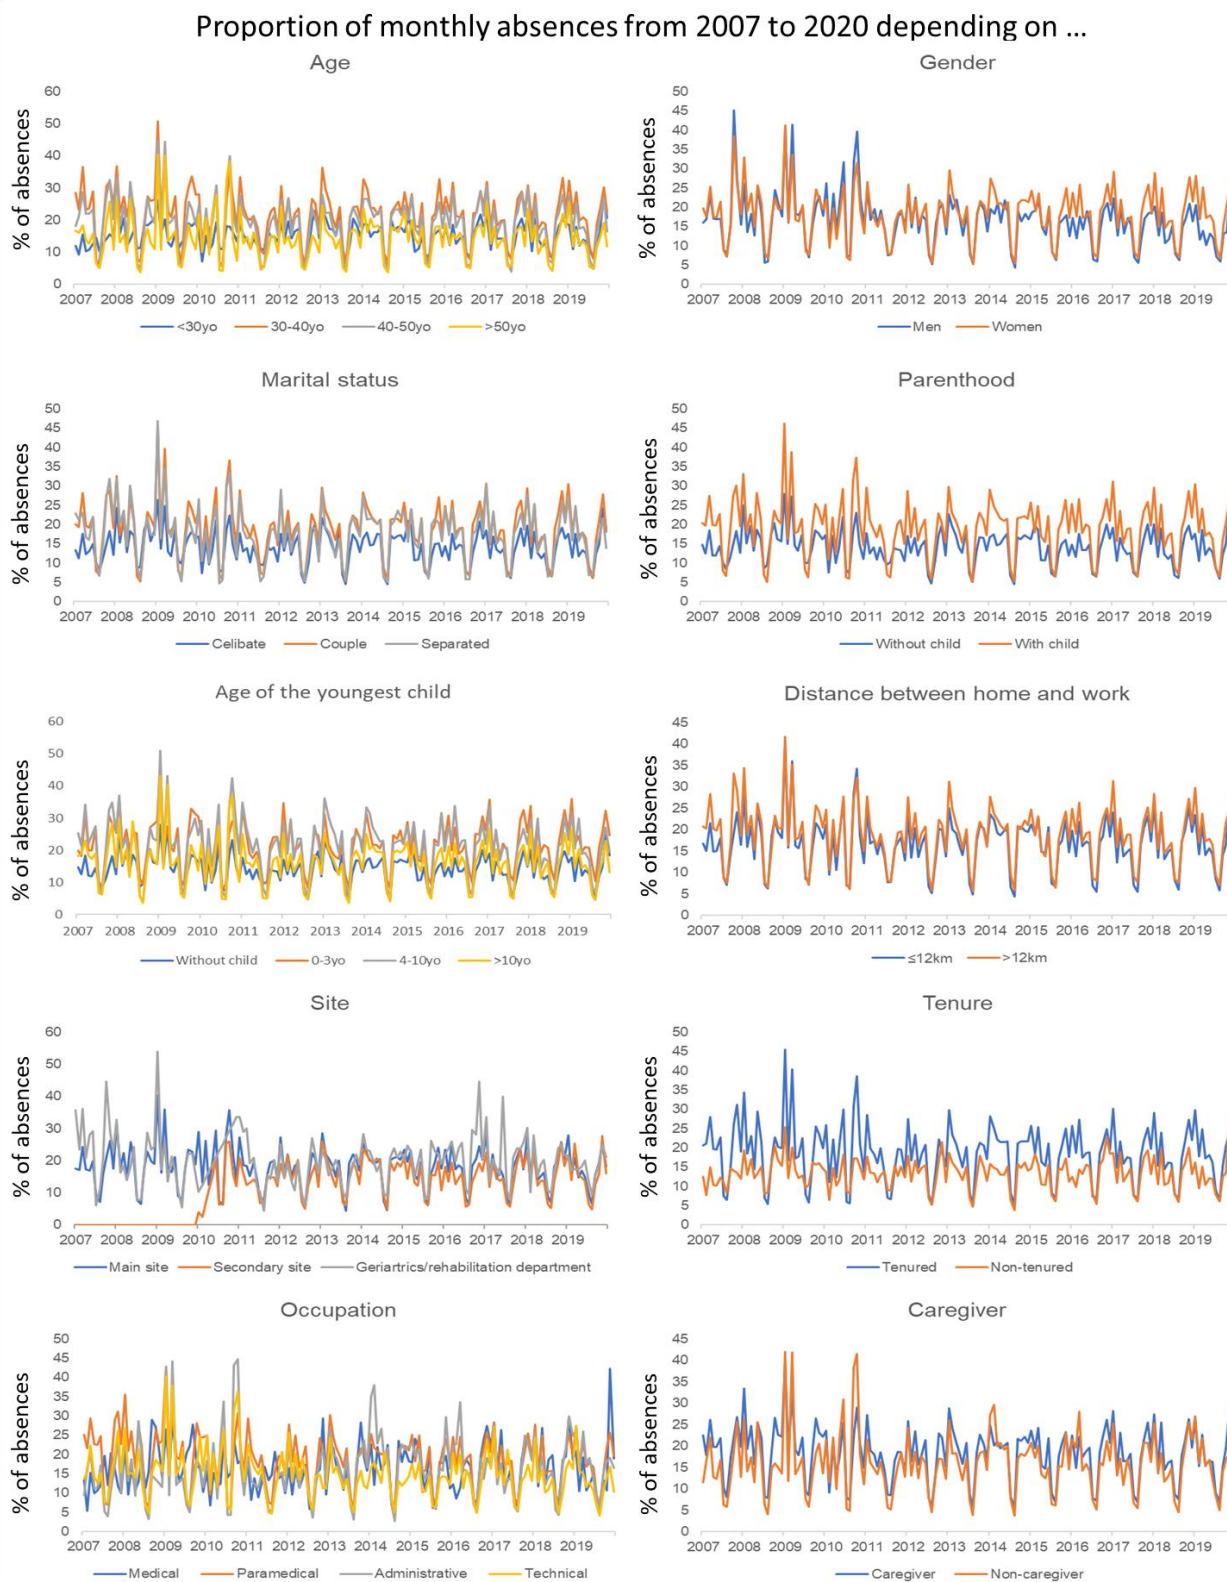 Proportion of monthly absences from 2007 to 2020 depending on ...
Age
% of absences
60
50
40
30
20
10
0
2007 2008 2009 2010 2011 2012 2013 2014 2015 2016 2017 2018 2019
<30yo 30-40yo 40-50yo >50yo
Gender
% of absences
50
45
40
35
30
25
20
15
10
5
0
2007 2008 2009 2010 2011 2012 2013 2014 2015 2016 2017 2018 2019
Men Women
Marital status
% of absences
50
45
40
35
30
25
20
15
10
5
0
2007 2008 2009 2010 2011 2012 2013 2014 2015 2016 2017 2018 2019
Celibate Couple Separated
Parenthood
% of absences
50
45
40
35
30
25
20
15
10
5
0
2007 2008 2009 2010 2011 2012 2013 2014 2015 2016 2017 2018 2019
Without child With child
Age of the youngest child
% of absences
60
50
40
30
20
10
0
2007 2008 2009 2010 2011 2012 2013 2014 2015 2016 2017 2018 2019
Without child 0-3yo 4-10yo >10yo
Distance between home and work
% of absences
45
40
35
30
25
20
15
10
5
0
2007 2008 2009 2010 2011 2012 2013 2014 2015 2016 2017 2018 2019
≤12km >12km
Site
% of absences
60
50
40
30
20
10
0
2007 2008 2009 2010 2011 2012 2013 2014 2015 2016 2017 2018 2019
Main site Secondary site Geriartrics/rehabilitation department
Tenure
% of absences
50
45
40
35
30
25
20
15
10
5
0
2007 2008 2009 2010 2011 2012 2013 2014 2015 2016 2017 2018 2019
Tenured Non-tenured
Occupation
% of absences
50
45
40
35
30
25
20
15
10
5
0
2007 2008 2009 2010 2011 2012 2013 2014 2015 2016 2017 2018 2019
Medical Paramedical Administrative Technical
Caregiver
% of absences
45
40
35
30
25
20
15
10
5
0
2007 2008 2009 2010 2011 2012 2013 2014 2015 2016 2017 2018 2019
Caregiver Non-caregiver